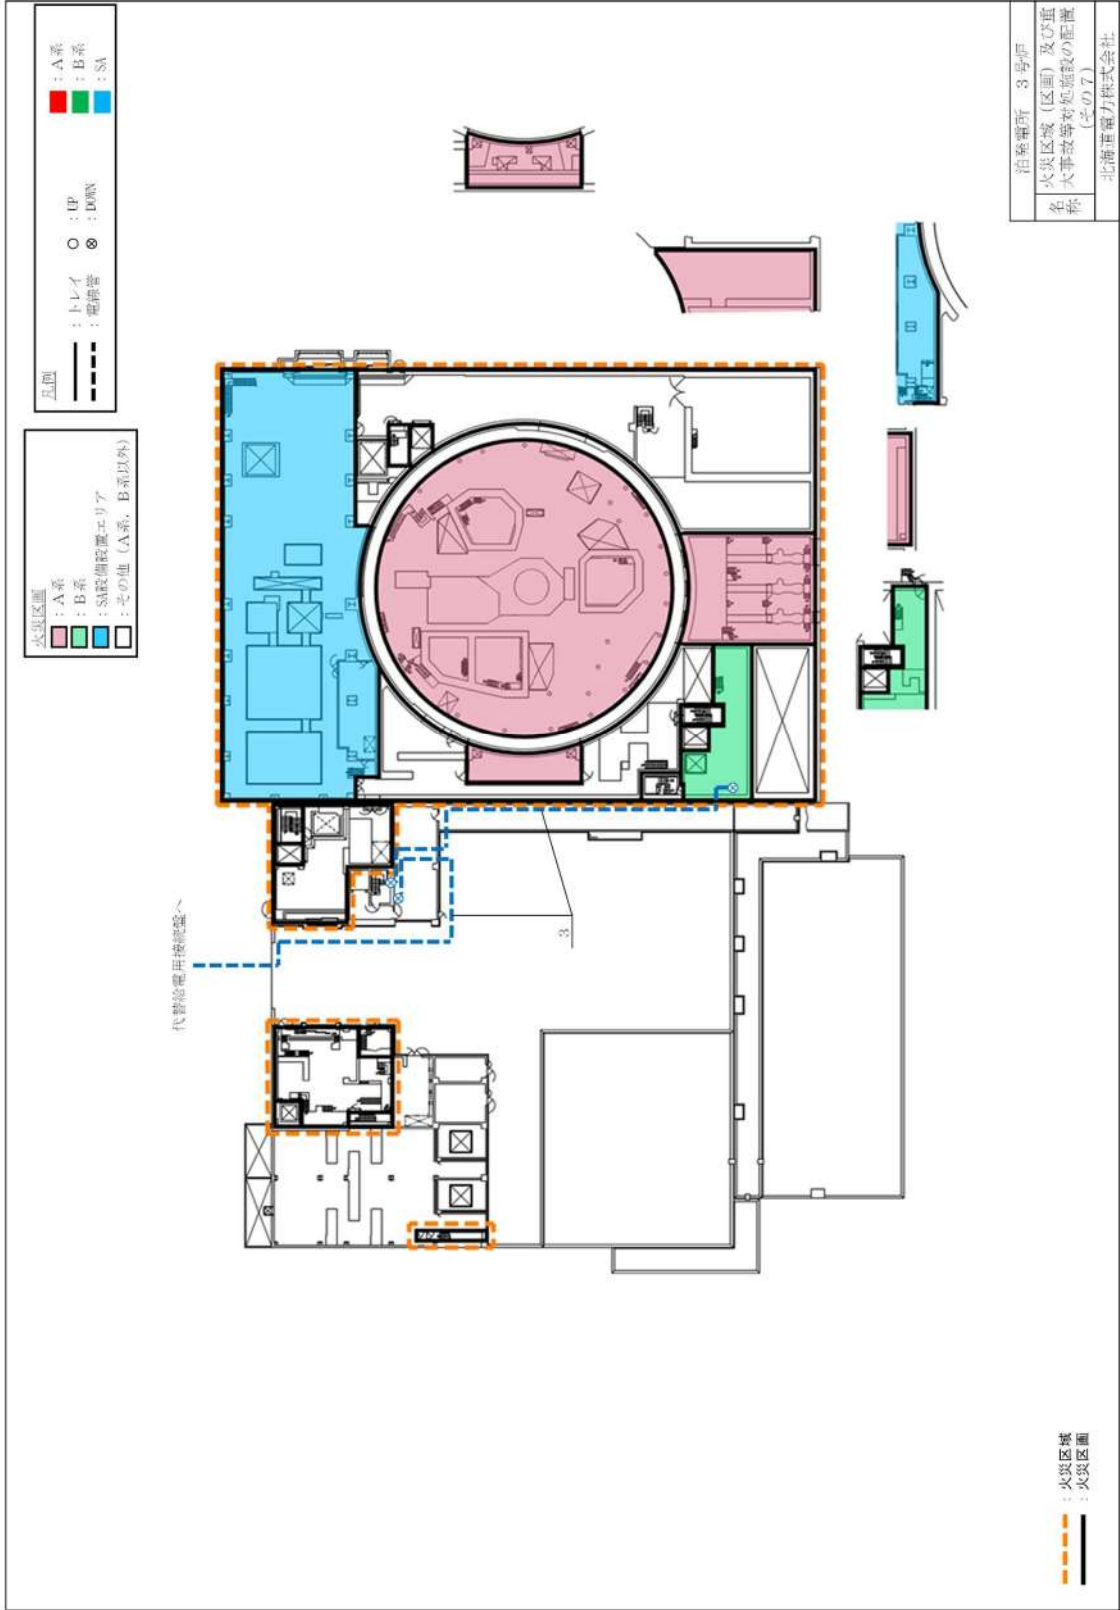 火災区画
：A系
：B系
：SA設備設置エリア
：その他（A系，B系以外）
凡例
：トレイ ○：UP ：A系
：電線管 ⊗：DOWN ：B系
：SA
代替給電用接続盤へ
3
：火災区域
：火災区画
泊発電所 3号炉
名称
火災区域（区画）及び重
大事故等対処施設の配置
（その7）
北海道電力株式会社